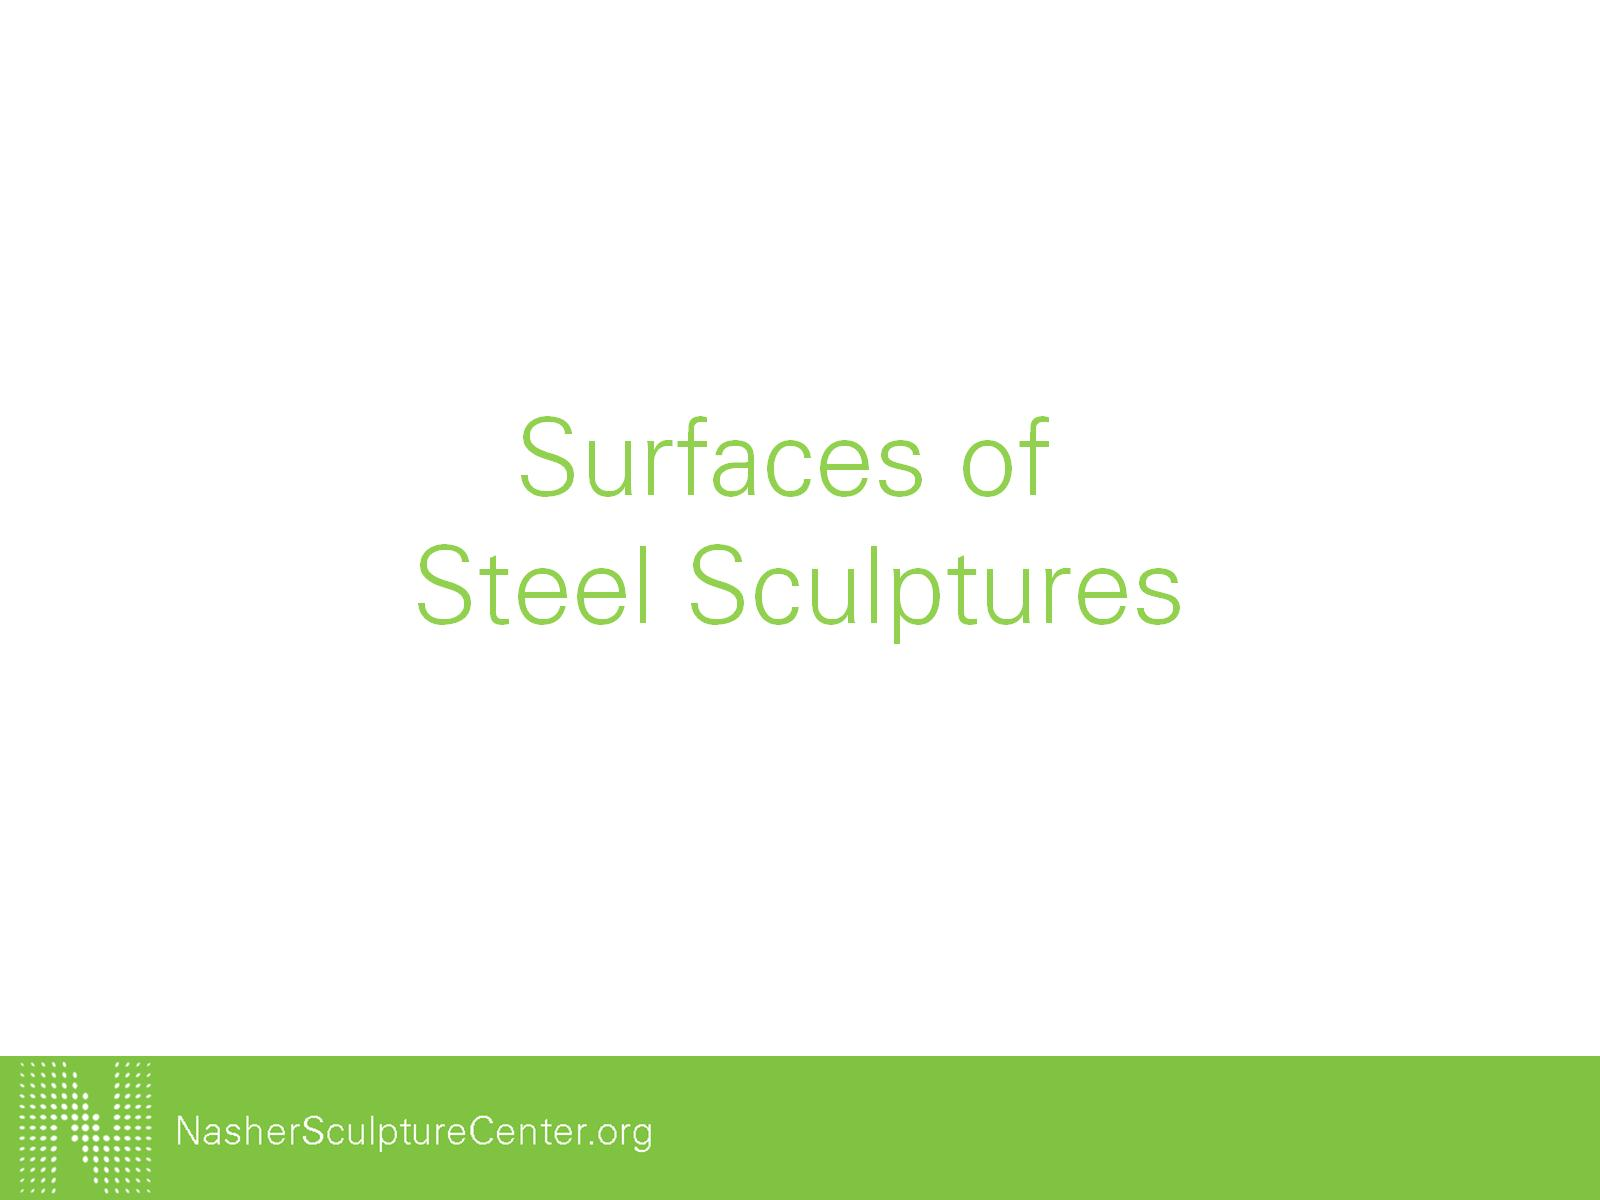 Surfaces of
Steel Sculptures
NasherSculptureCenter.org